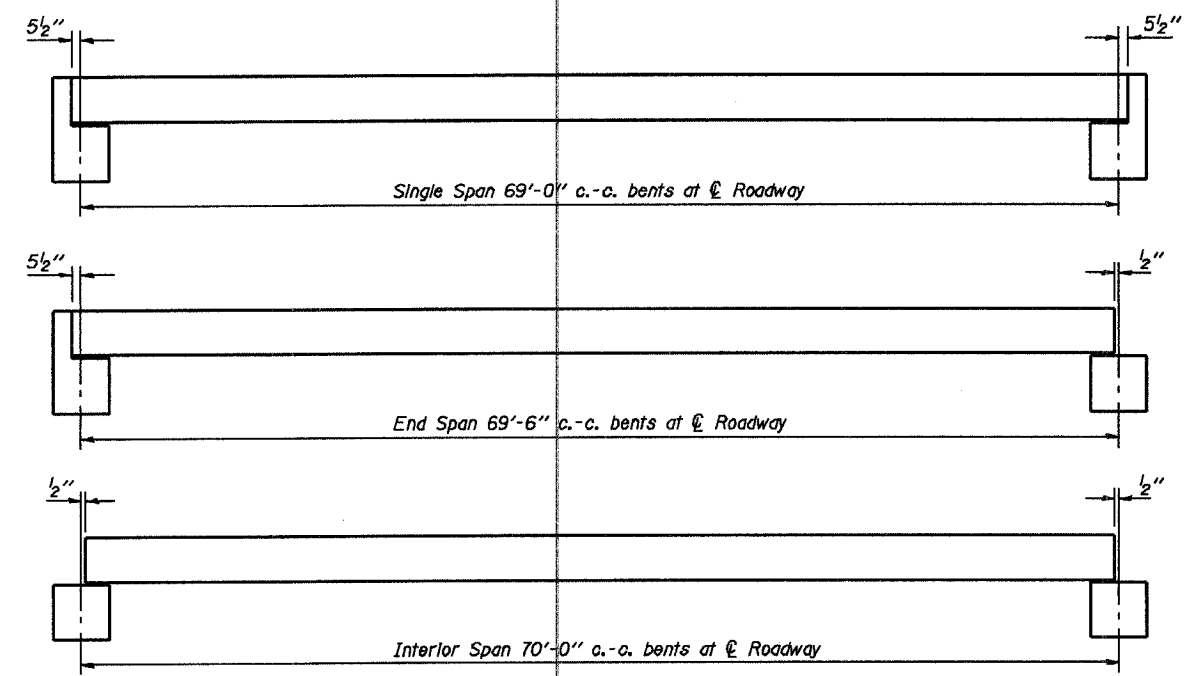 5½" 5½"
Single Span 69'-0" c.-c. bents at ℄ Roadway
5½" ½"
End Span 69'-6" c.-c. bents at ℄ Roadway
½" ½"
Interior Span 70'-0" c.-c. bents at ℄ Roadway